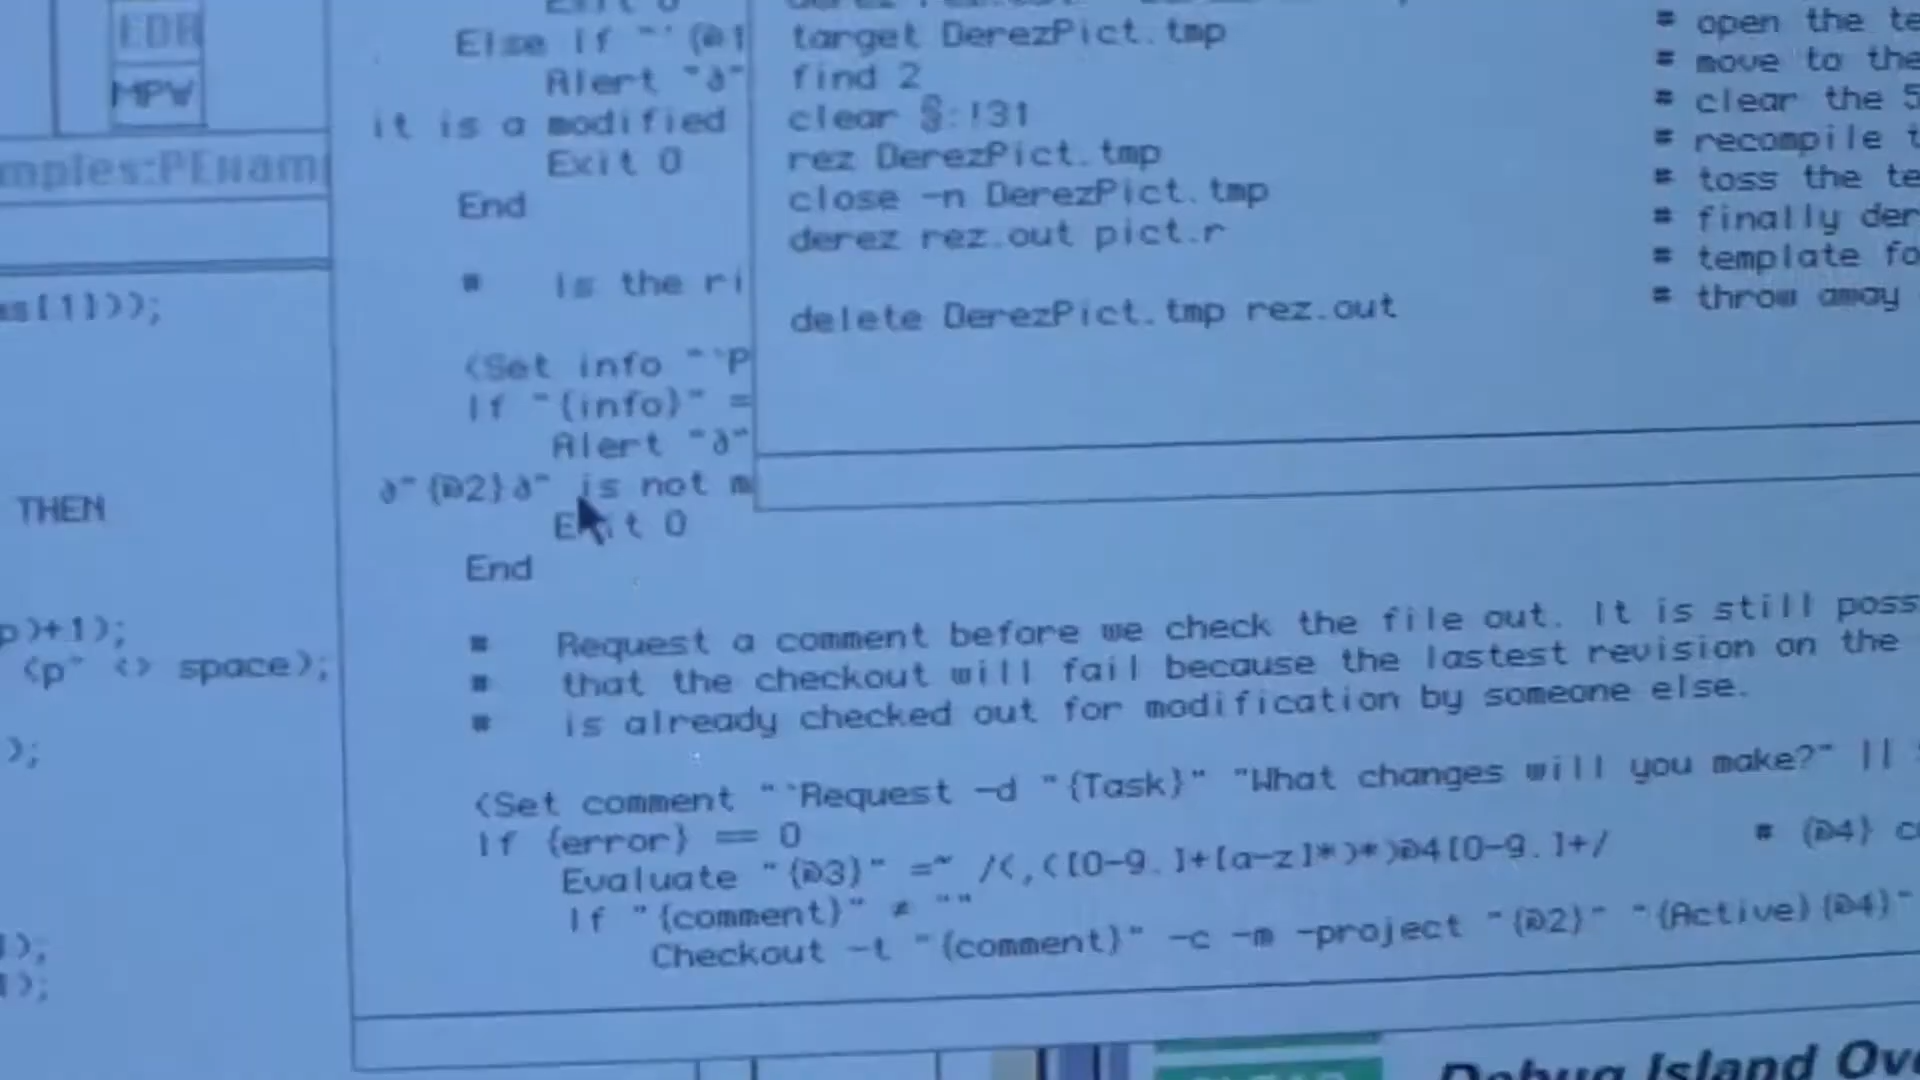 EDR
MPW
mples:PENam
s[1]));
THEN
p)+1);
(p^ <> space);
);
);
);
Exit 0
Else If "`(@1
Alert "∂"
it is a modified
Exit 0
End
# is the ri
(Set info "`P
If "{info}" =
Alert "∂"
∂"{@2}∂" is not m
Exit 0
End
# Request a comment before we check the file out. It is still poss
# that the checkout will fail because the lastest revision on the
# is already checked out for modification by someone else.
(Set comment "`Request -d "{Task}" "What changes will you make?" ||
If {error} == 0
Evaluate "{@3}" =~ /(,([0-9.]+[a-z]*)*)@4[0-9.]+/ # {@4} c
If "{comment}" ≠ ""
Checkout -t "{comment}" -c -m -project "{@2}" "{Active}{@4}"
target DerezPict.tmp
find 2
clear §:!31
rez DerezPict.tmp
close -n DerezPict.tmp
derez rez.out pict.r
delete DerezPict.tmp rez.out
# open the te
# move to the
# clear the 5
# recompile t
# toss the te
# finally der
# template fo
# throw away
Debug Island Ov